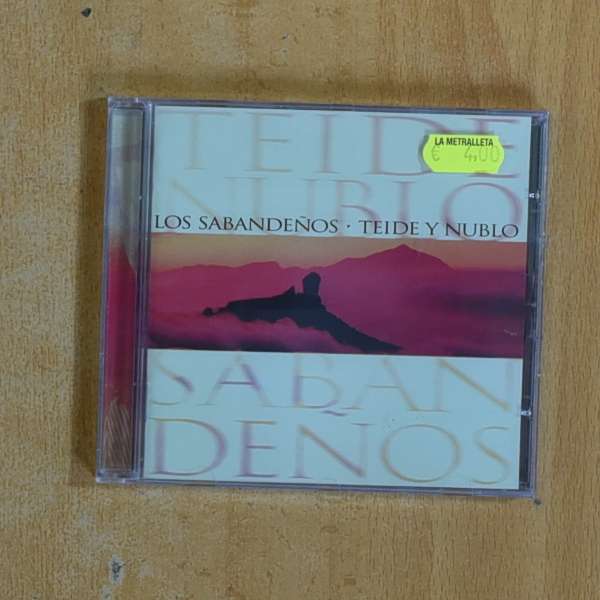 TEIDE
LA METRALLETA
€ 4,00
NUBLO
LOS SABANDEÑOS · TEIDE Y NUBLO
SABAN
DEÑOS